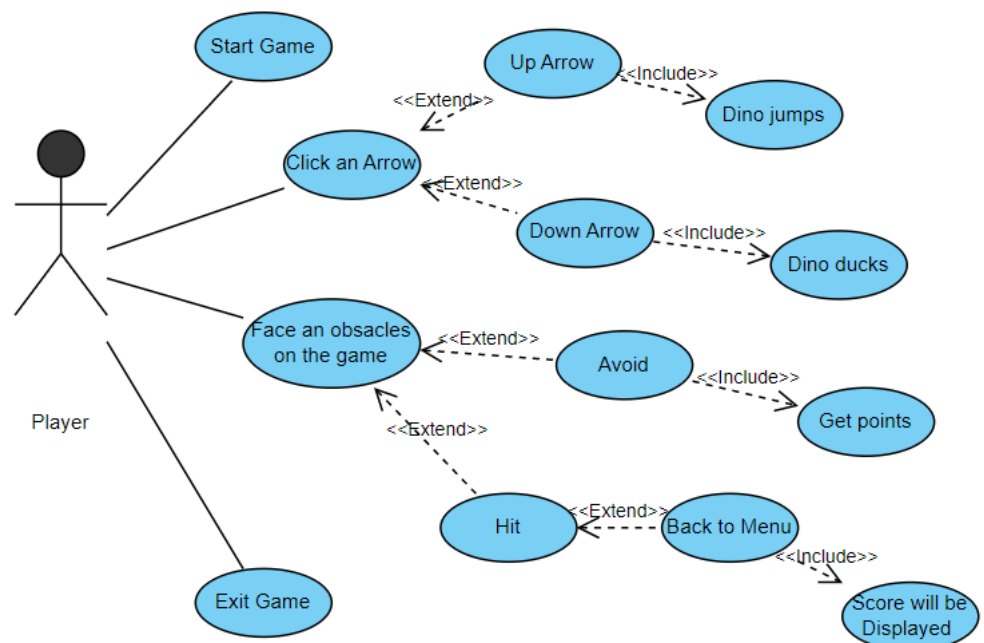 Start Game
Up Arrow
<<Include>>
<<Extend>>
Dino jumps
Click an Arrow
<<Extend>>
Down Arrow
<<Include>>
Dino ducks
Face an obsacles
on the game
<<Extend>>
Avoid
<<Include>>
Player
Get points
<<Extend>>
Hit
<<Extend>>
Back to Menu
<<Include>>
Exit Game
Score will be
Displayed